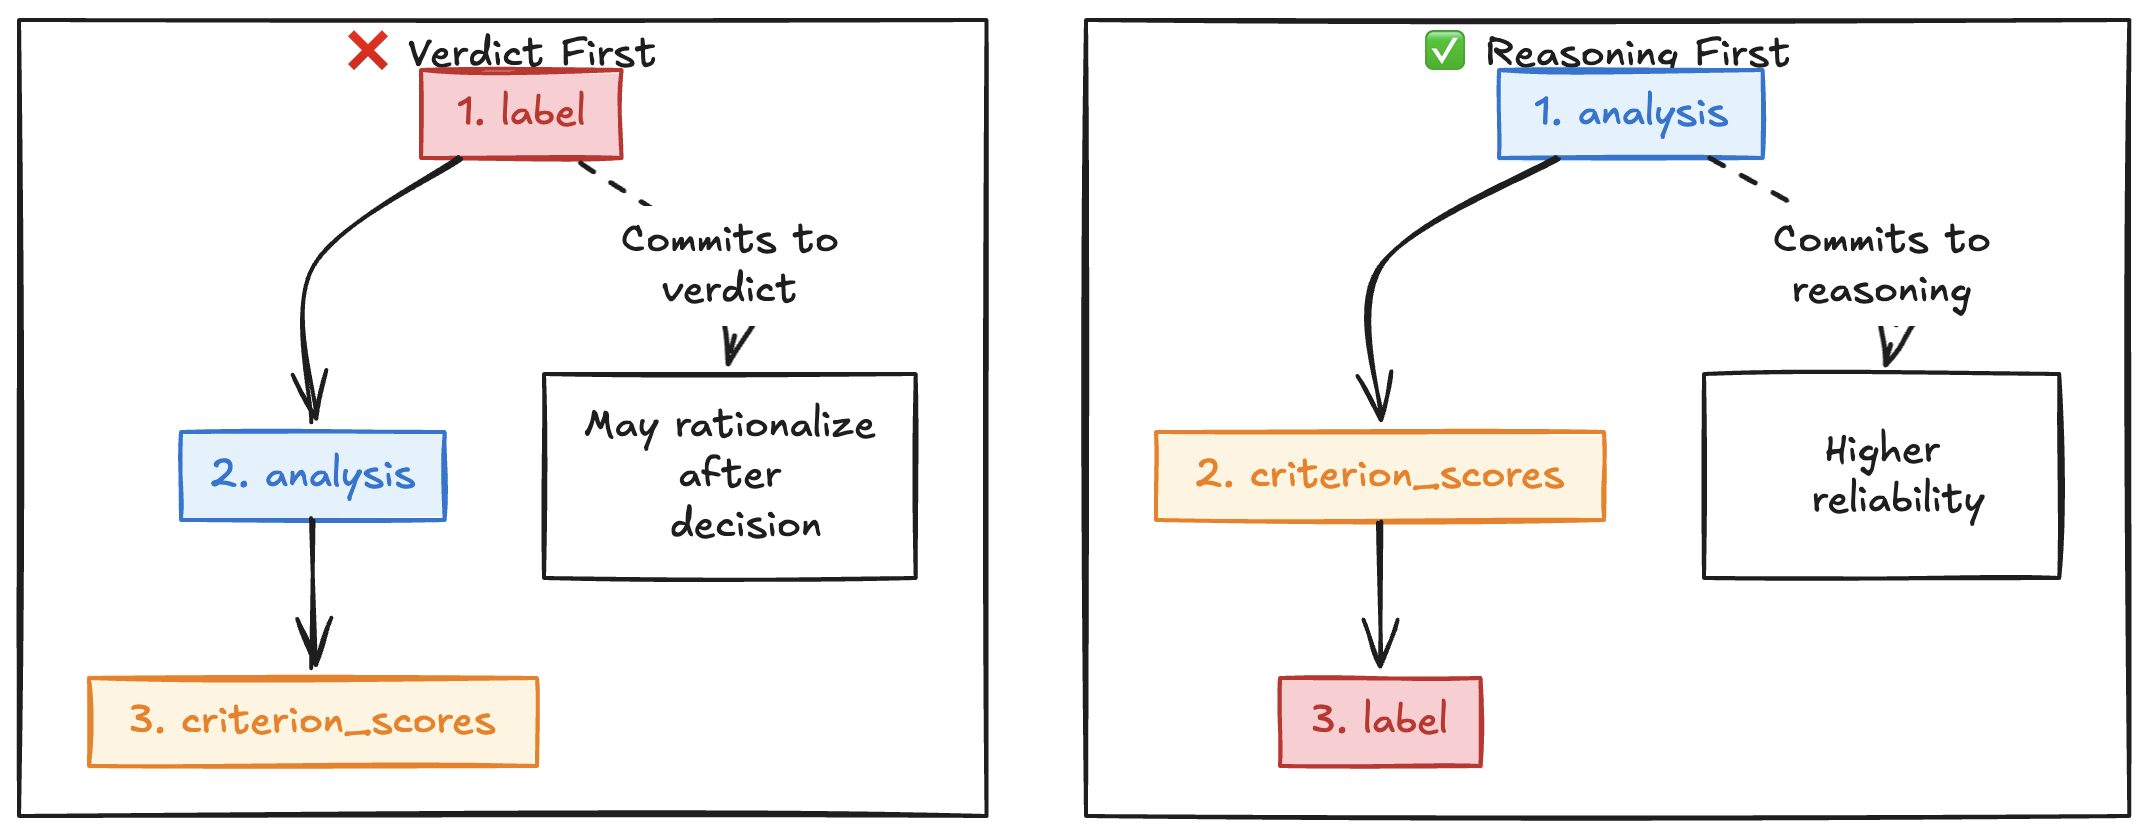 ❌ Verdict First
1. label
Commits to
verdict
2. analysis
May rationalize
after
decision
3. criterion_scores
✅ Reasoning First
1. analysis
Commits to
reasoning
2. criterion_scores
Higher
reliability
3. label